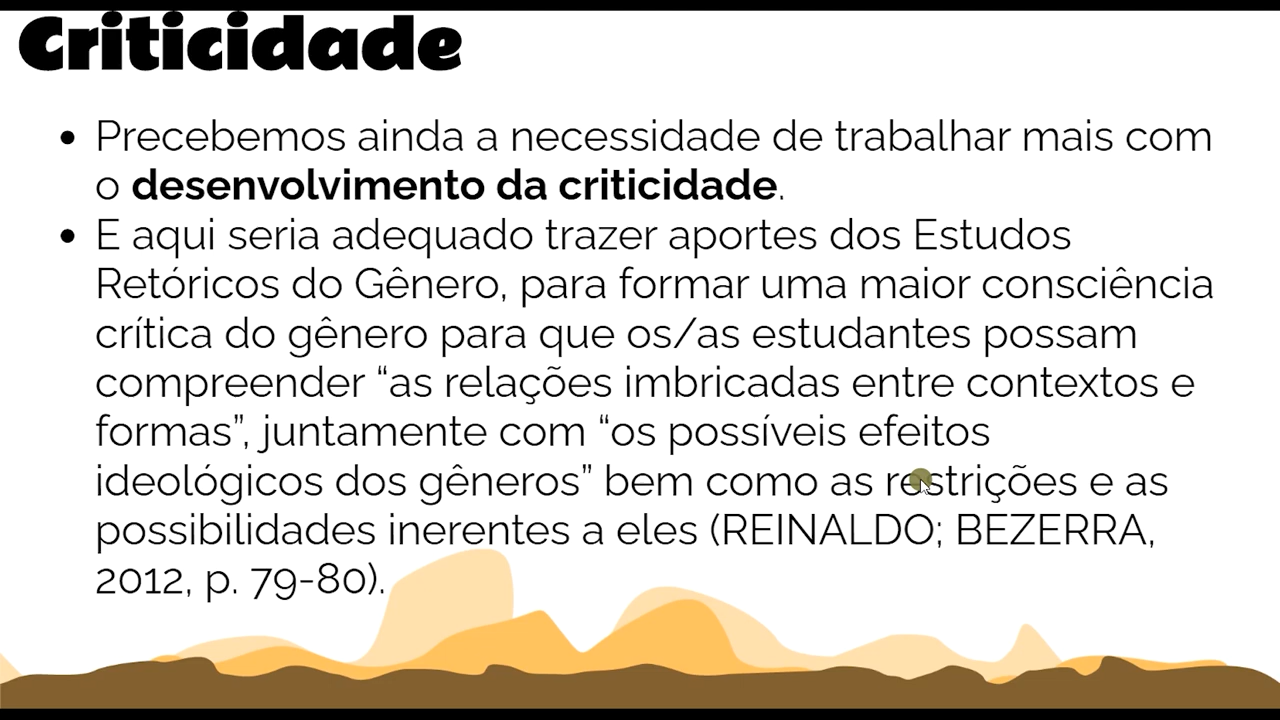 Criticidade
• Precebemos ainda a necessidade de trabalhar mais com
o desenvolvimento da criticidade.
• E aqui seria adequado trazer aportes dos Estudos
Retóricos do Gênero, para formar uma maior consciência
crítica do gênero para que os/as estudantes possam
compreender “as relações imbricadas entre contextos e
formas”, juntamente com “os possíveis efeitos
ideológicos dos gêneros” bem como as restrições e as
possibilidades inerentes a eles (REINALDO; BEZERRA,
2012, p. 79-80).